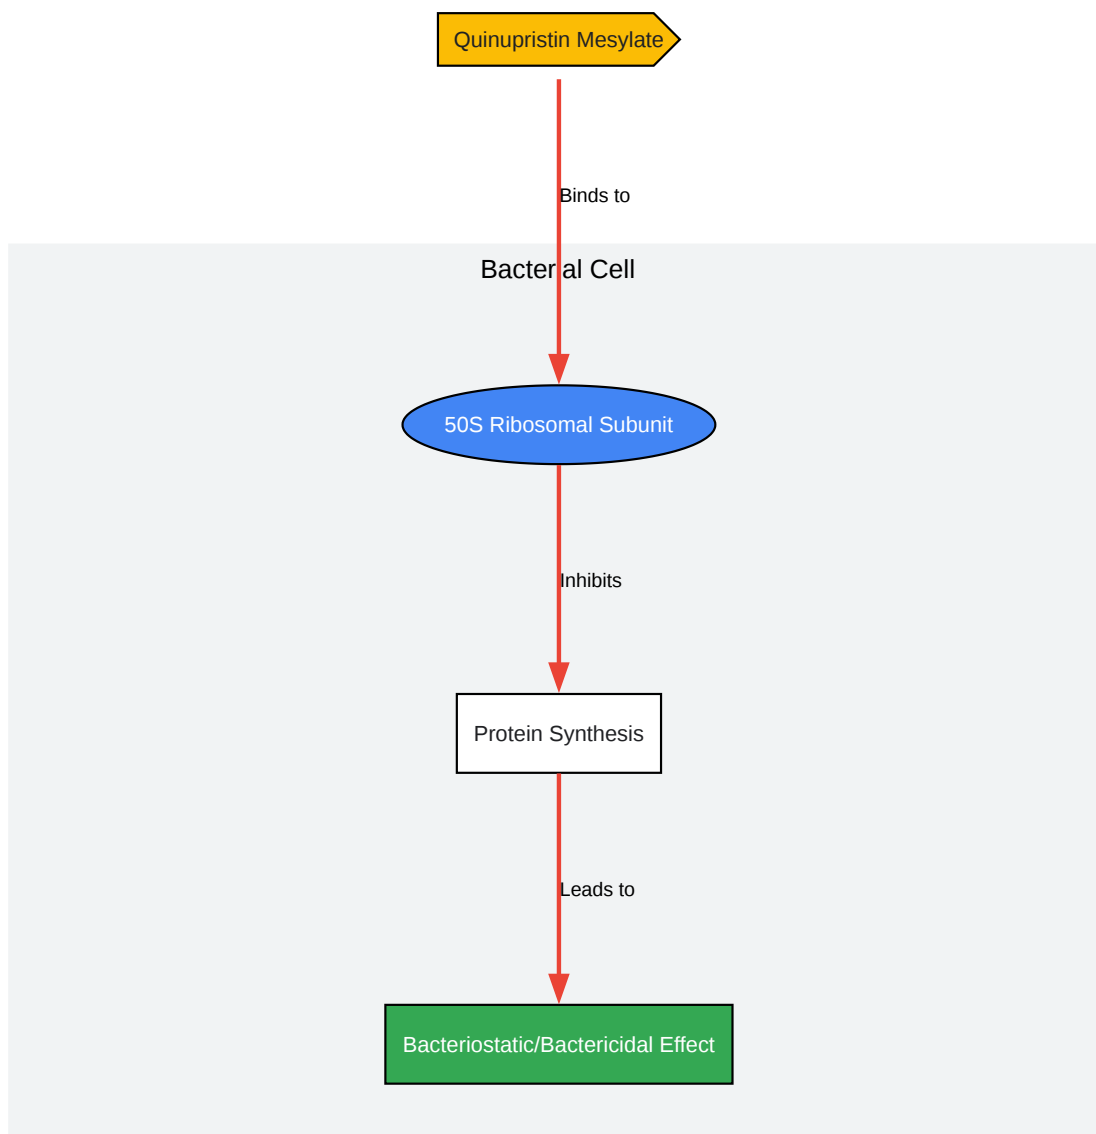 Quinupristin Mesylate
Binds to
Bacterial Cell
50S Ribosomal Subunit
Inhibits
Protein Synthesis
Leads to
Bacteriostatic/Bactericidal Effect